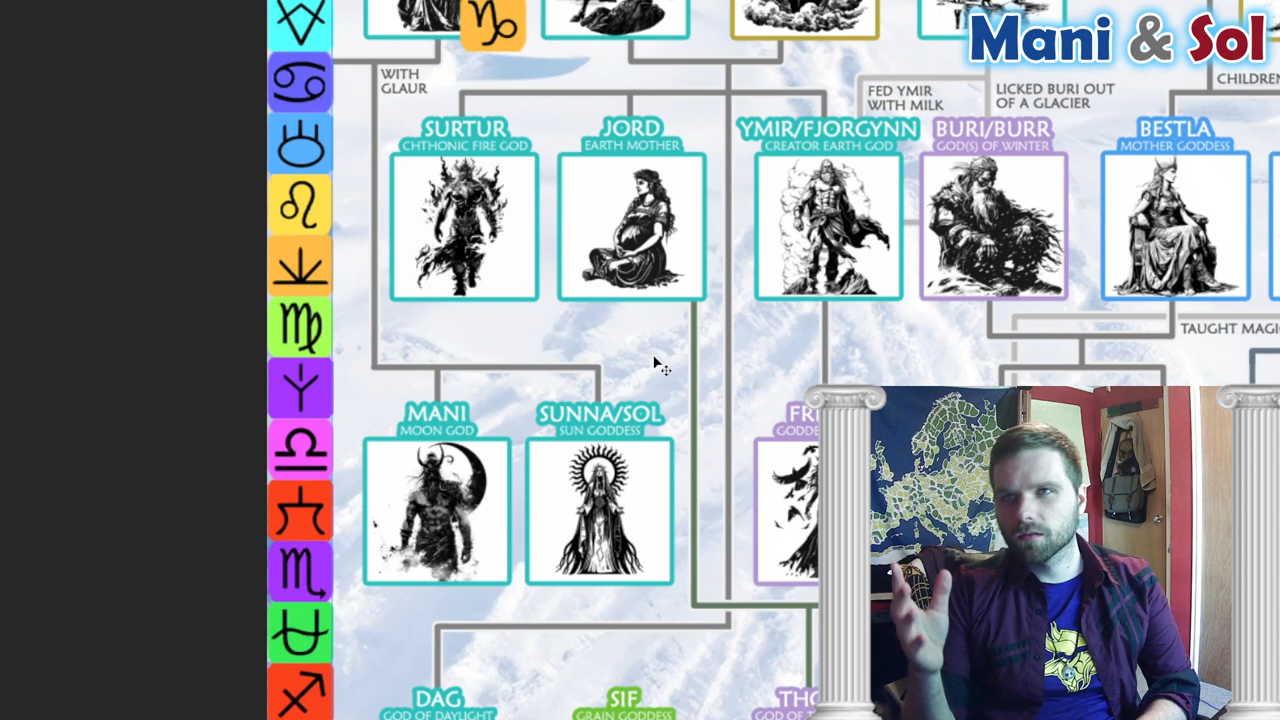 Mani & Sol
WITH
GLAUR
FED YMIR
WITH MILK
LICKED BURI OUT
OF A GLACIER
SURTUR
CHTHONIC FIRE GOD
JORD
EARTH MOTHER
YMIR/FJORGYNN
CREATOR EARTH GOD
BURI/BURR
GOD(S) OF WINTER
BESTLA
MOTHER GODDESS
TAUGHT
MANI
MOON GOD
SUNNA/SOL
SUN GODDESS
DAG
GOD OF DAYLIGHT
SIF
GRAIN GODDESS